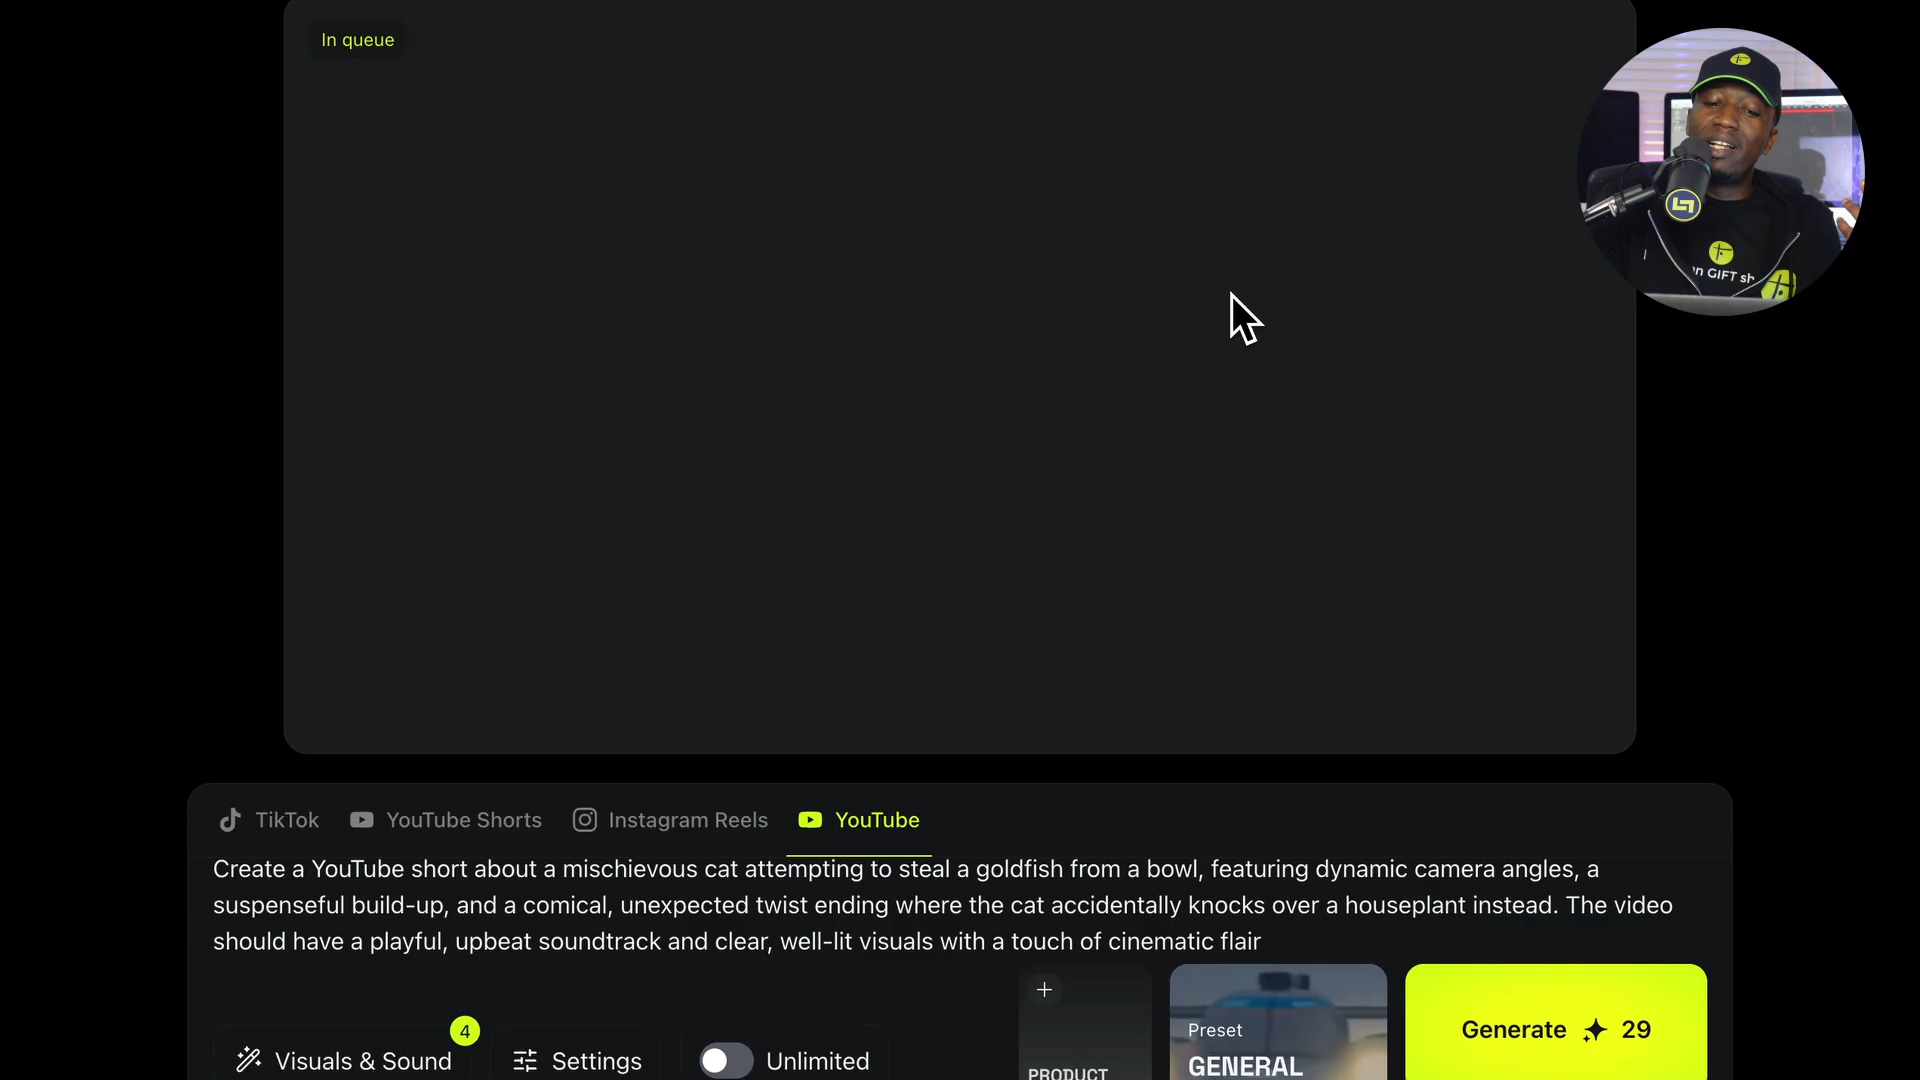 In queue
n GIFT sh
TikTok
YouTube Shorts
Instagram Reels
YouTube
Create a YouTube short about a mischievous cat attempting to steal a goldfish from a bowl, featuring dynamic camera angles, a
suspenseful build-up, and a comical, unexpected twist ending where the cat accidentally knocks over a houseplant instead. The video
should have a playful, upbeat soundtrack and clear, well-lit visuals with a touch of cinematic flair
4
Visuals & Sound
Settings
Unlimited
PRODUCT
Preset
GENERAL
Generate 29